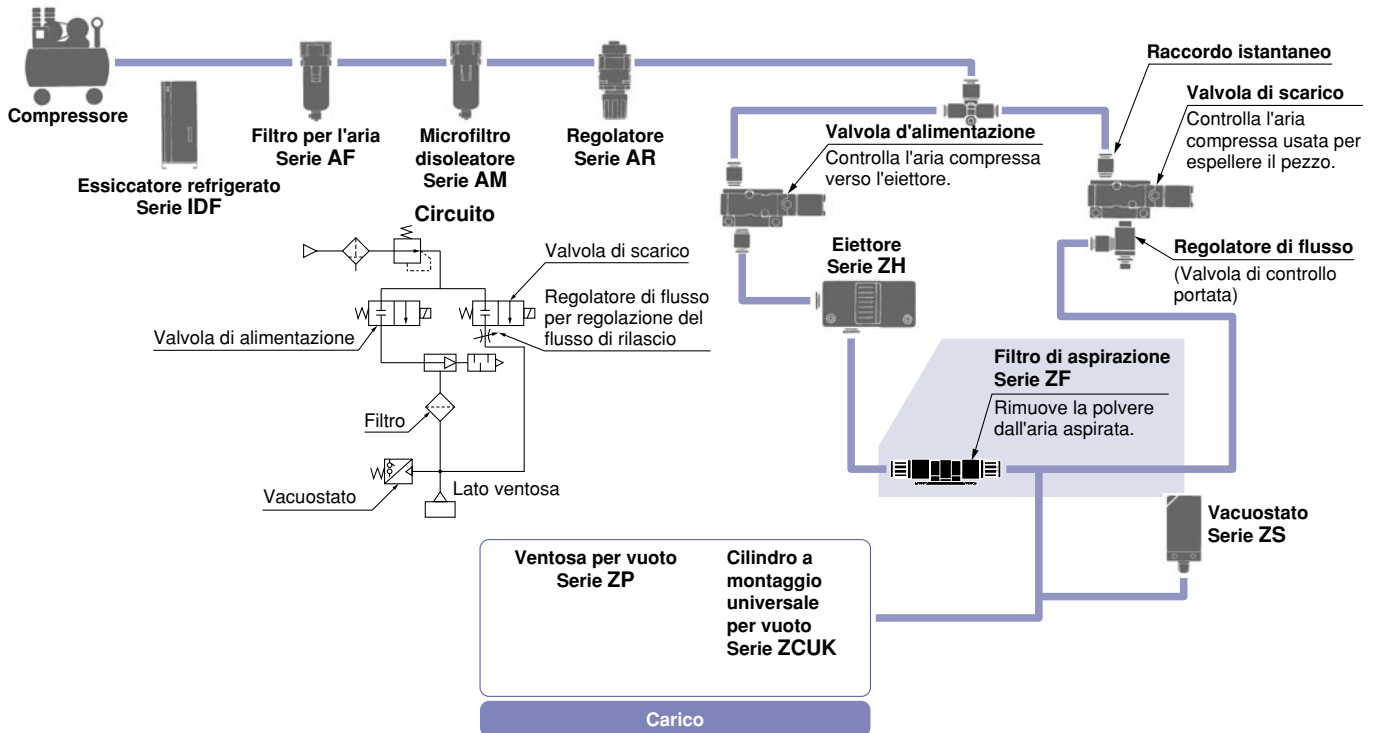 Compressore
Essiccatore refrigerato
Serie IDF
Filtro per l'aria
Serie AF
Microfiltro
disoleatore
Serie AM
Regolatore
Serie AR
Raccordo istantaneo
Valvola di scarico
Controlla l'aria
compressa usata per
espellere il pezzo.
Valvola d'alimentazione
Controlla l'aria compressa
verso l'eiettore.
Eiettore
Serie ZH
Regolatore di flusso
(Valvola di controllo
portata)
Circuito
Valvola di scarico
Regolatore di flusso
per regolazione del
flusso di rilascio
Valvola di alimentazione
Filtro
Vacuostato
Lato ventosa
Filtro di aspirazione
Serie ZF
Rimuove la polvere
dall'aria aspirata.
Vacuostato
Serie ZS
Ventosa per vuoto
Serie ZP
Cilindro a
montaggio
universale
per vuoto
Serie ZCUK
Carico